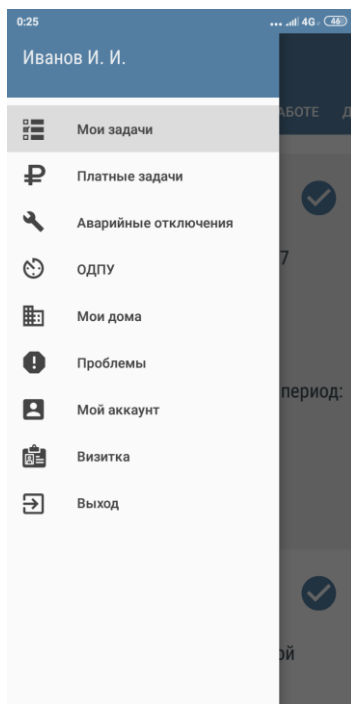 0:25
4G 46
Иванов И. И.
АБОТЕ Д
Мои задачи
Платные задачи
Аварийные отключения
7
ОДПУ
Мои дома
Проблемы
период:
Мой аккаунт
Визитка
Выход
ой